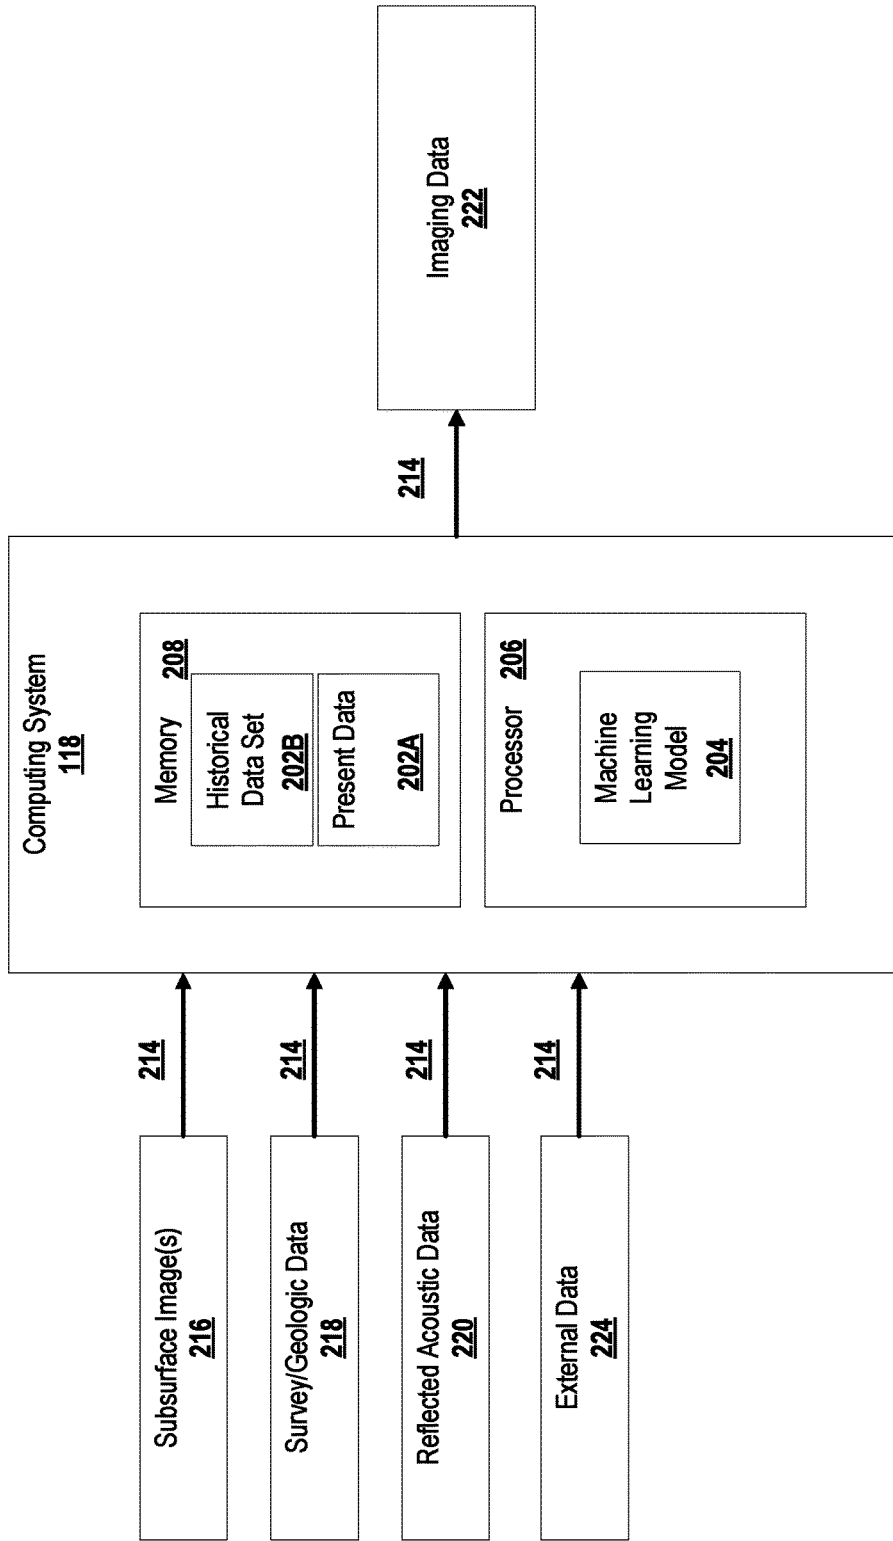 Subsurface Image(s)
216
Survey/Geologic Data
218
Reflected Acoustic Data
220
External Data
224
214
214
214
214
Computing System
118
Memory
208
Historical
Data Set
202B
Present Data
202A
Processor
206
Machine
Learning
Model
204
214
Imaging Data
222